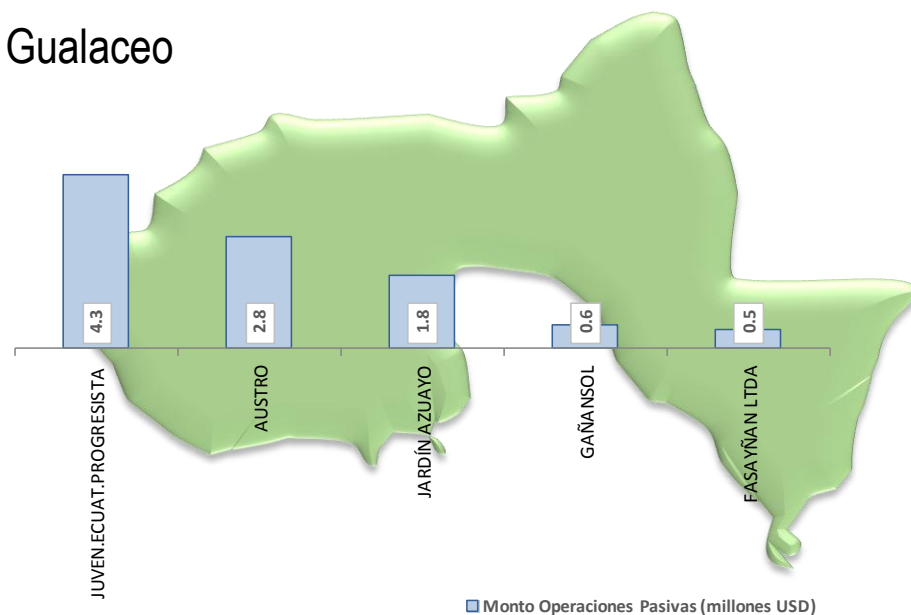 Gualaceo
4.3
2.8
1.8
0.6
0.5
JUVEN.ECUAT.PROGRESISTA
AUSTRO
JARDÍN AZUAYO
GAÑANSOL
FASAYÑAN LTDA
Monto Operaciones Pasivas (millones USD)